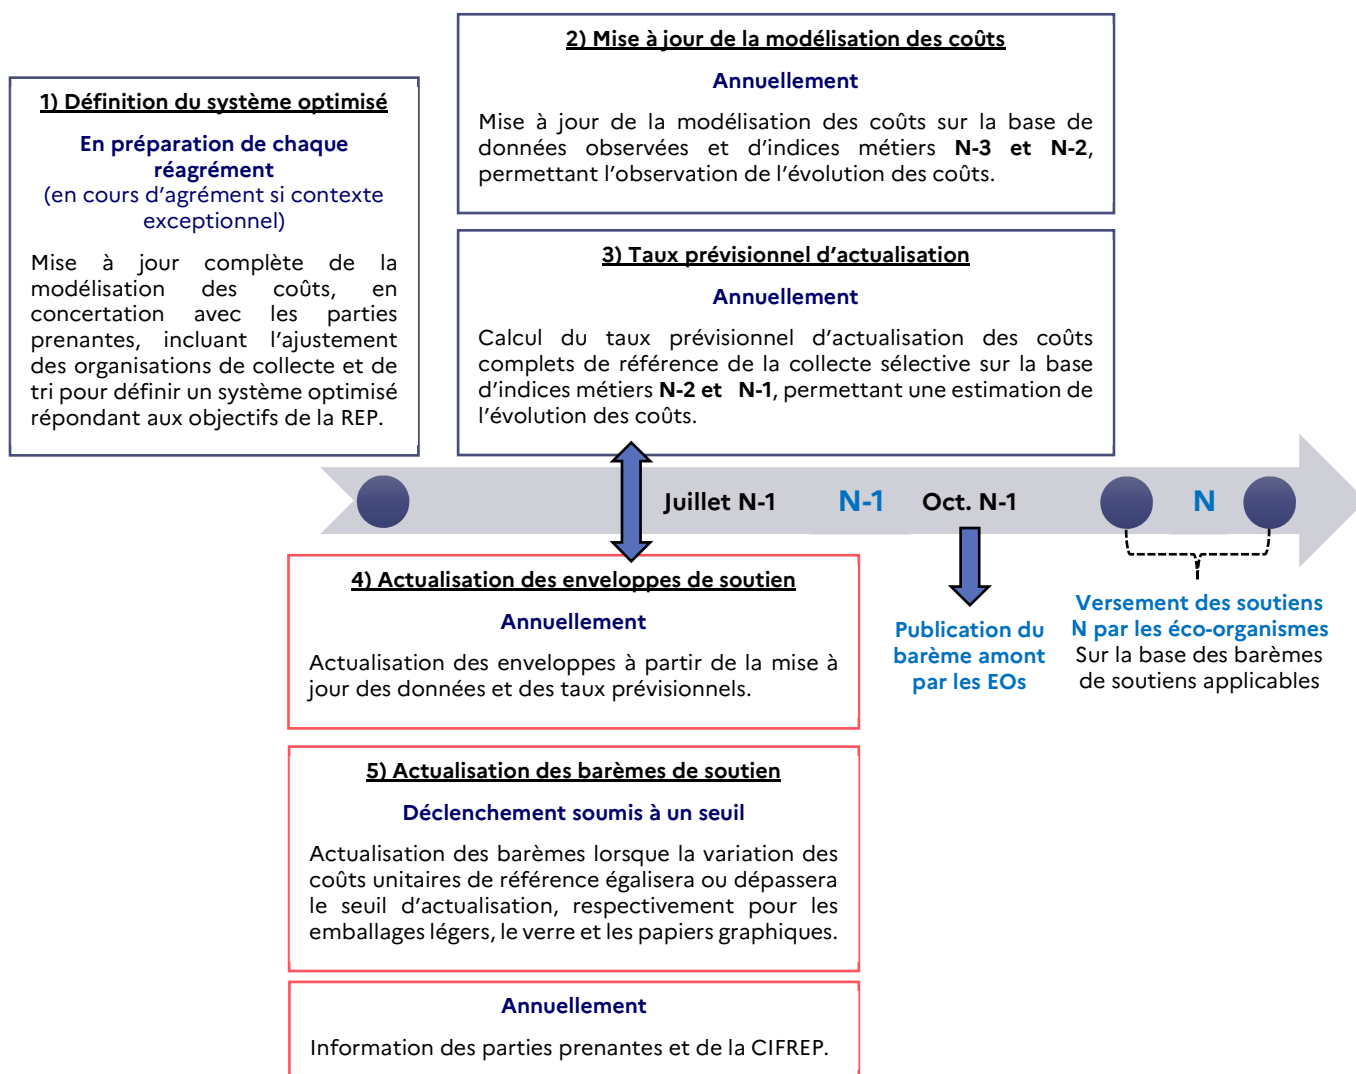 1) Définition du système optimisé
En préparation de chaque
réagrément
(en cours d'agrément si contexte
exceptionnel)
Mise à jour complète de la
modélisation des coûts, en
concertation avec les parties
prenantes, incluant l'ajustement
des organisations de collecte et de
tri pour définir un système optimisé
répondant aux objectifs de la REP.
2) Mise à jour de la modélisation des coûts
Annuellement
Mise à jour de la modélisation des coûts sur la base de
données observées et d'indices métiers N-3 et N-2,
permettant l'observation de l'évolution des coûts.
3) Taux prévisionnel d'actualisation
Annuellement
Calcul du taux prévisionnel d'actualisation des coûts
complets de référence de la collecte sélective sur la base
d'indices métiers N-2 et N-1, permettant une estimation de
l'évolution des coûts.
Juillet N-1 N-1 Oct. N-1 N
4) Actualisation des enveloppes de soutien
Annuellement
Actualisation des enveloppes à partir de la mise à
jour des données et des taux prévisionnels.
5) Actualisation des barèmes de soutien
Déclenchement soumis à un seuil
Actualisation des barèmes lorsque la variation des
coûts unitaires de référence égalisera ou dépassera
le seuil d'actualisation, respectivement pour les
emballages légers, le verre et les papiers graphiques.
Annuellement
Information des parties prenantes et de la CIFREP.
Publication du
barème amont
par les EOs
Versement des soutiens
N par les éco-organismes
Sur la base des barèmes
de soutiens applicables